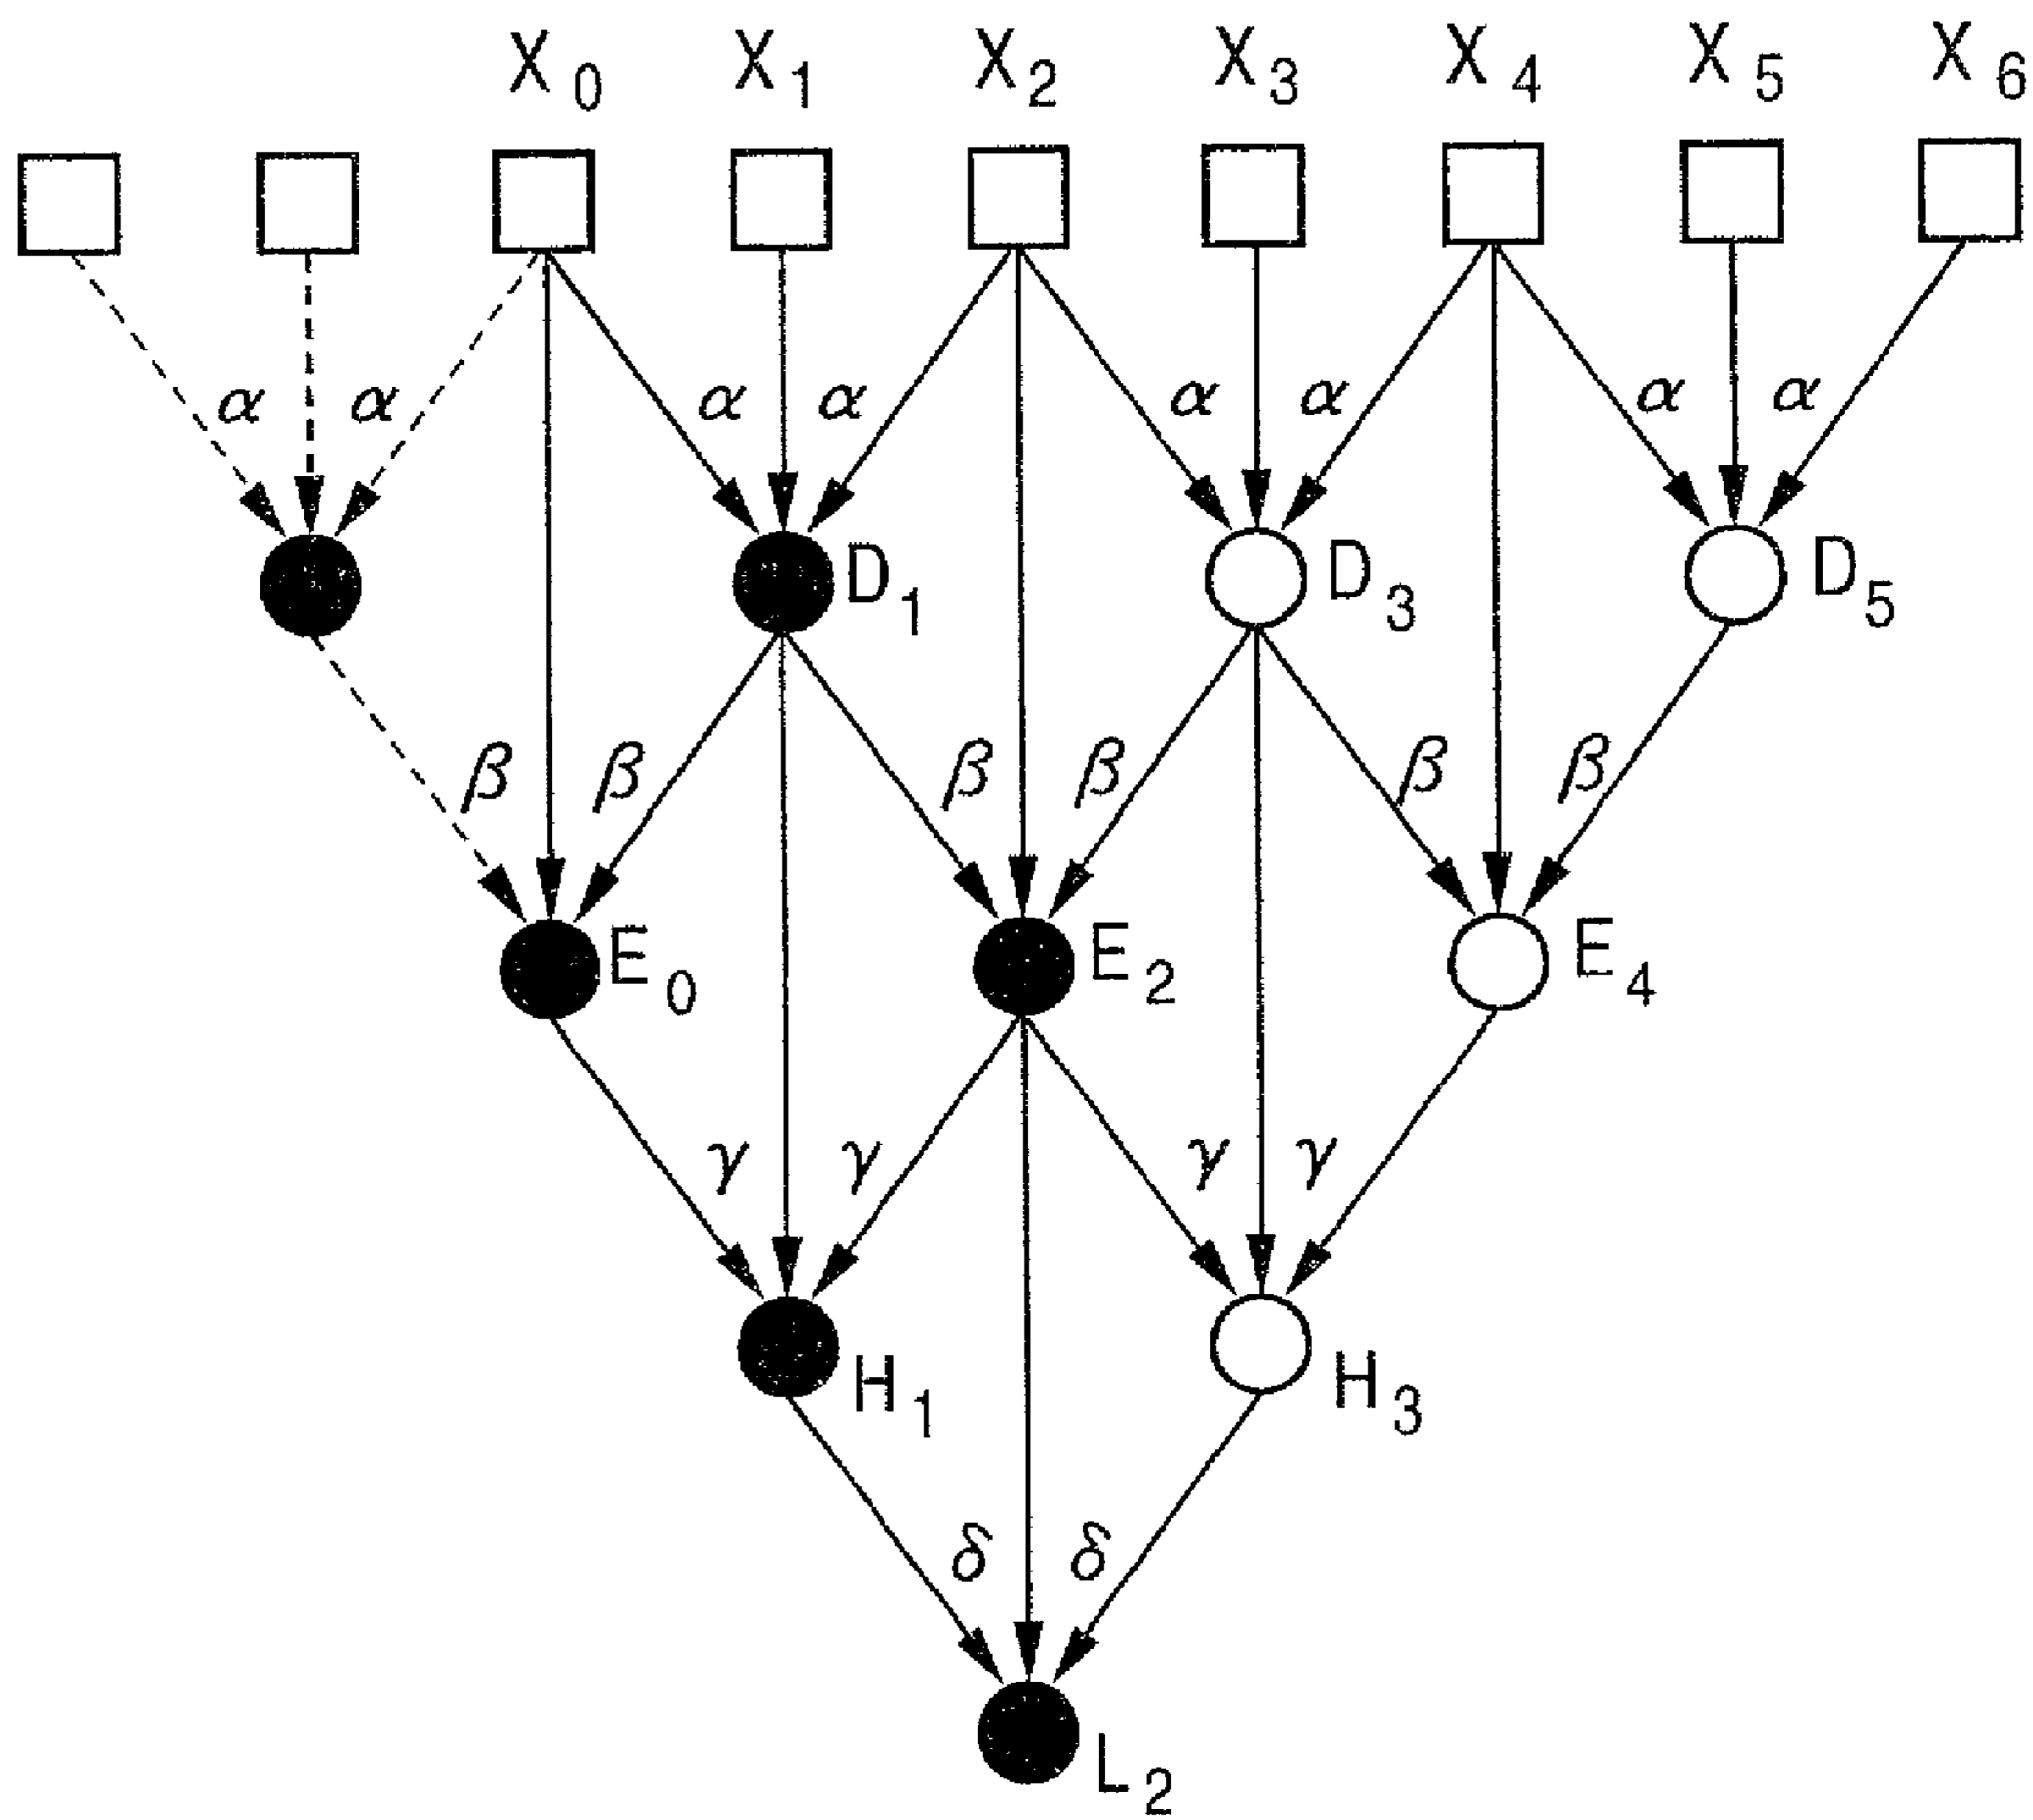 X0 X1 X2 X3 X4 X5 X6
α α α α α α α α
D1 D3 D5
β β β β β β
E0 E2 E4
γ γ γ γ
H1 H3
δ δ
L2